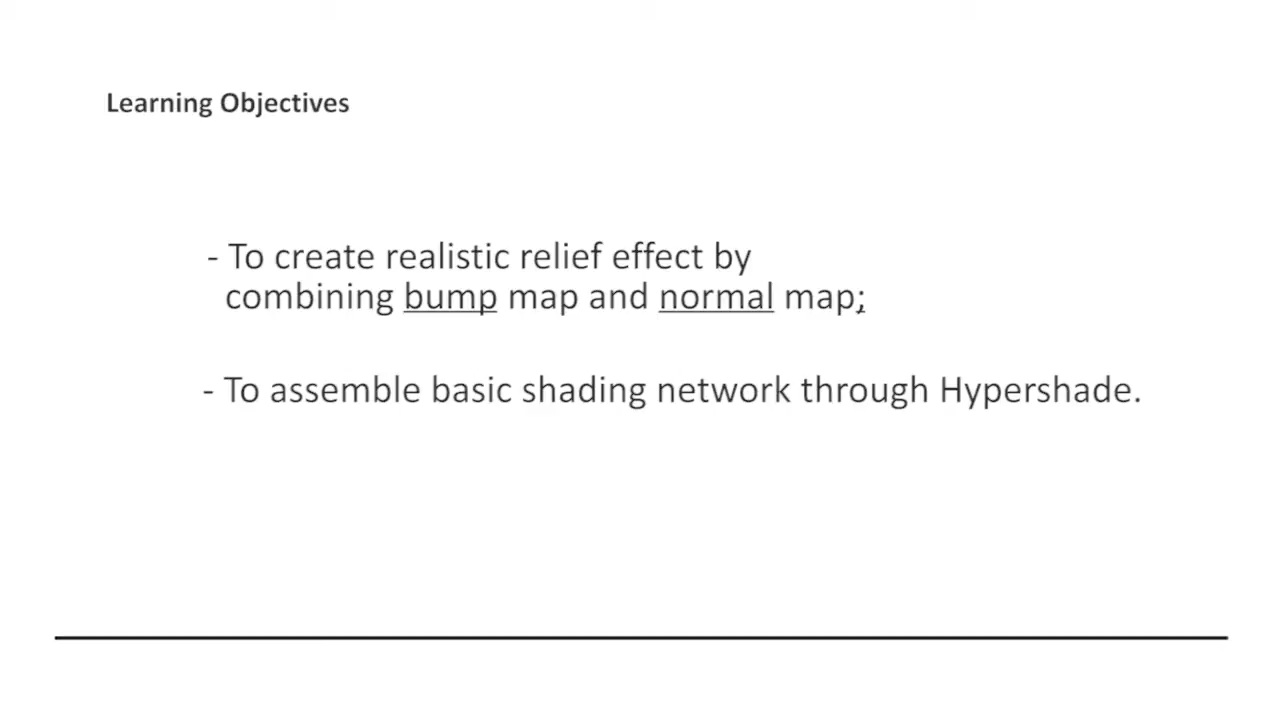 Learning Objectives
- To create realistic relief effect by
combining bump map and normal map;
- To assemble basic shading network through Hypershade.